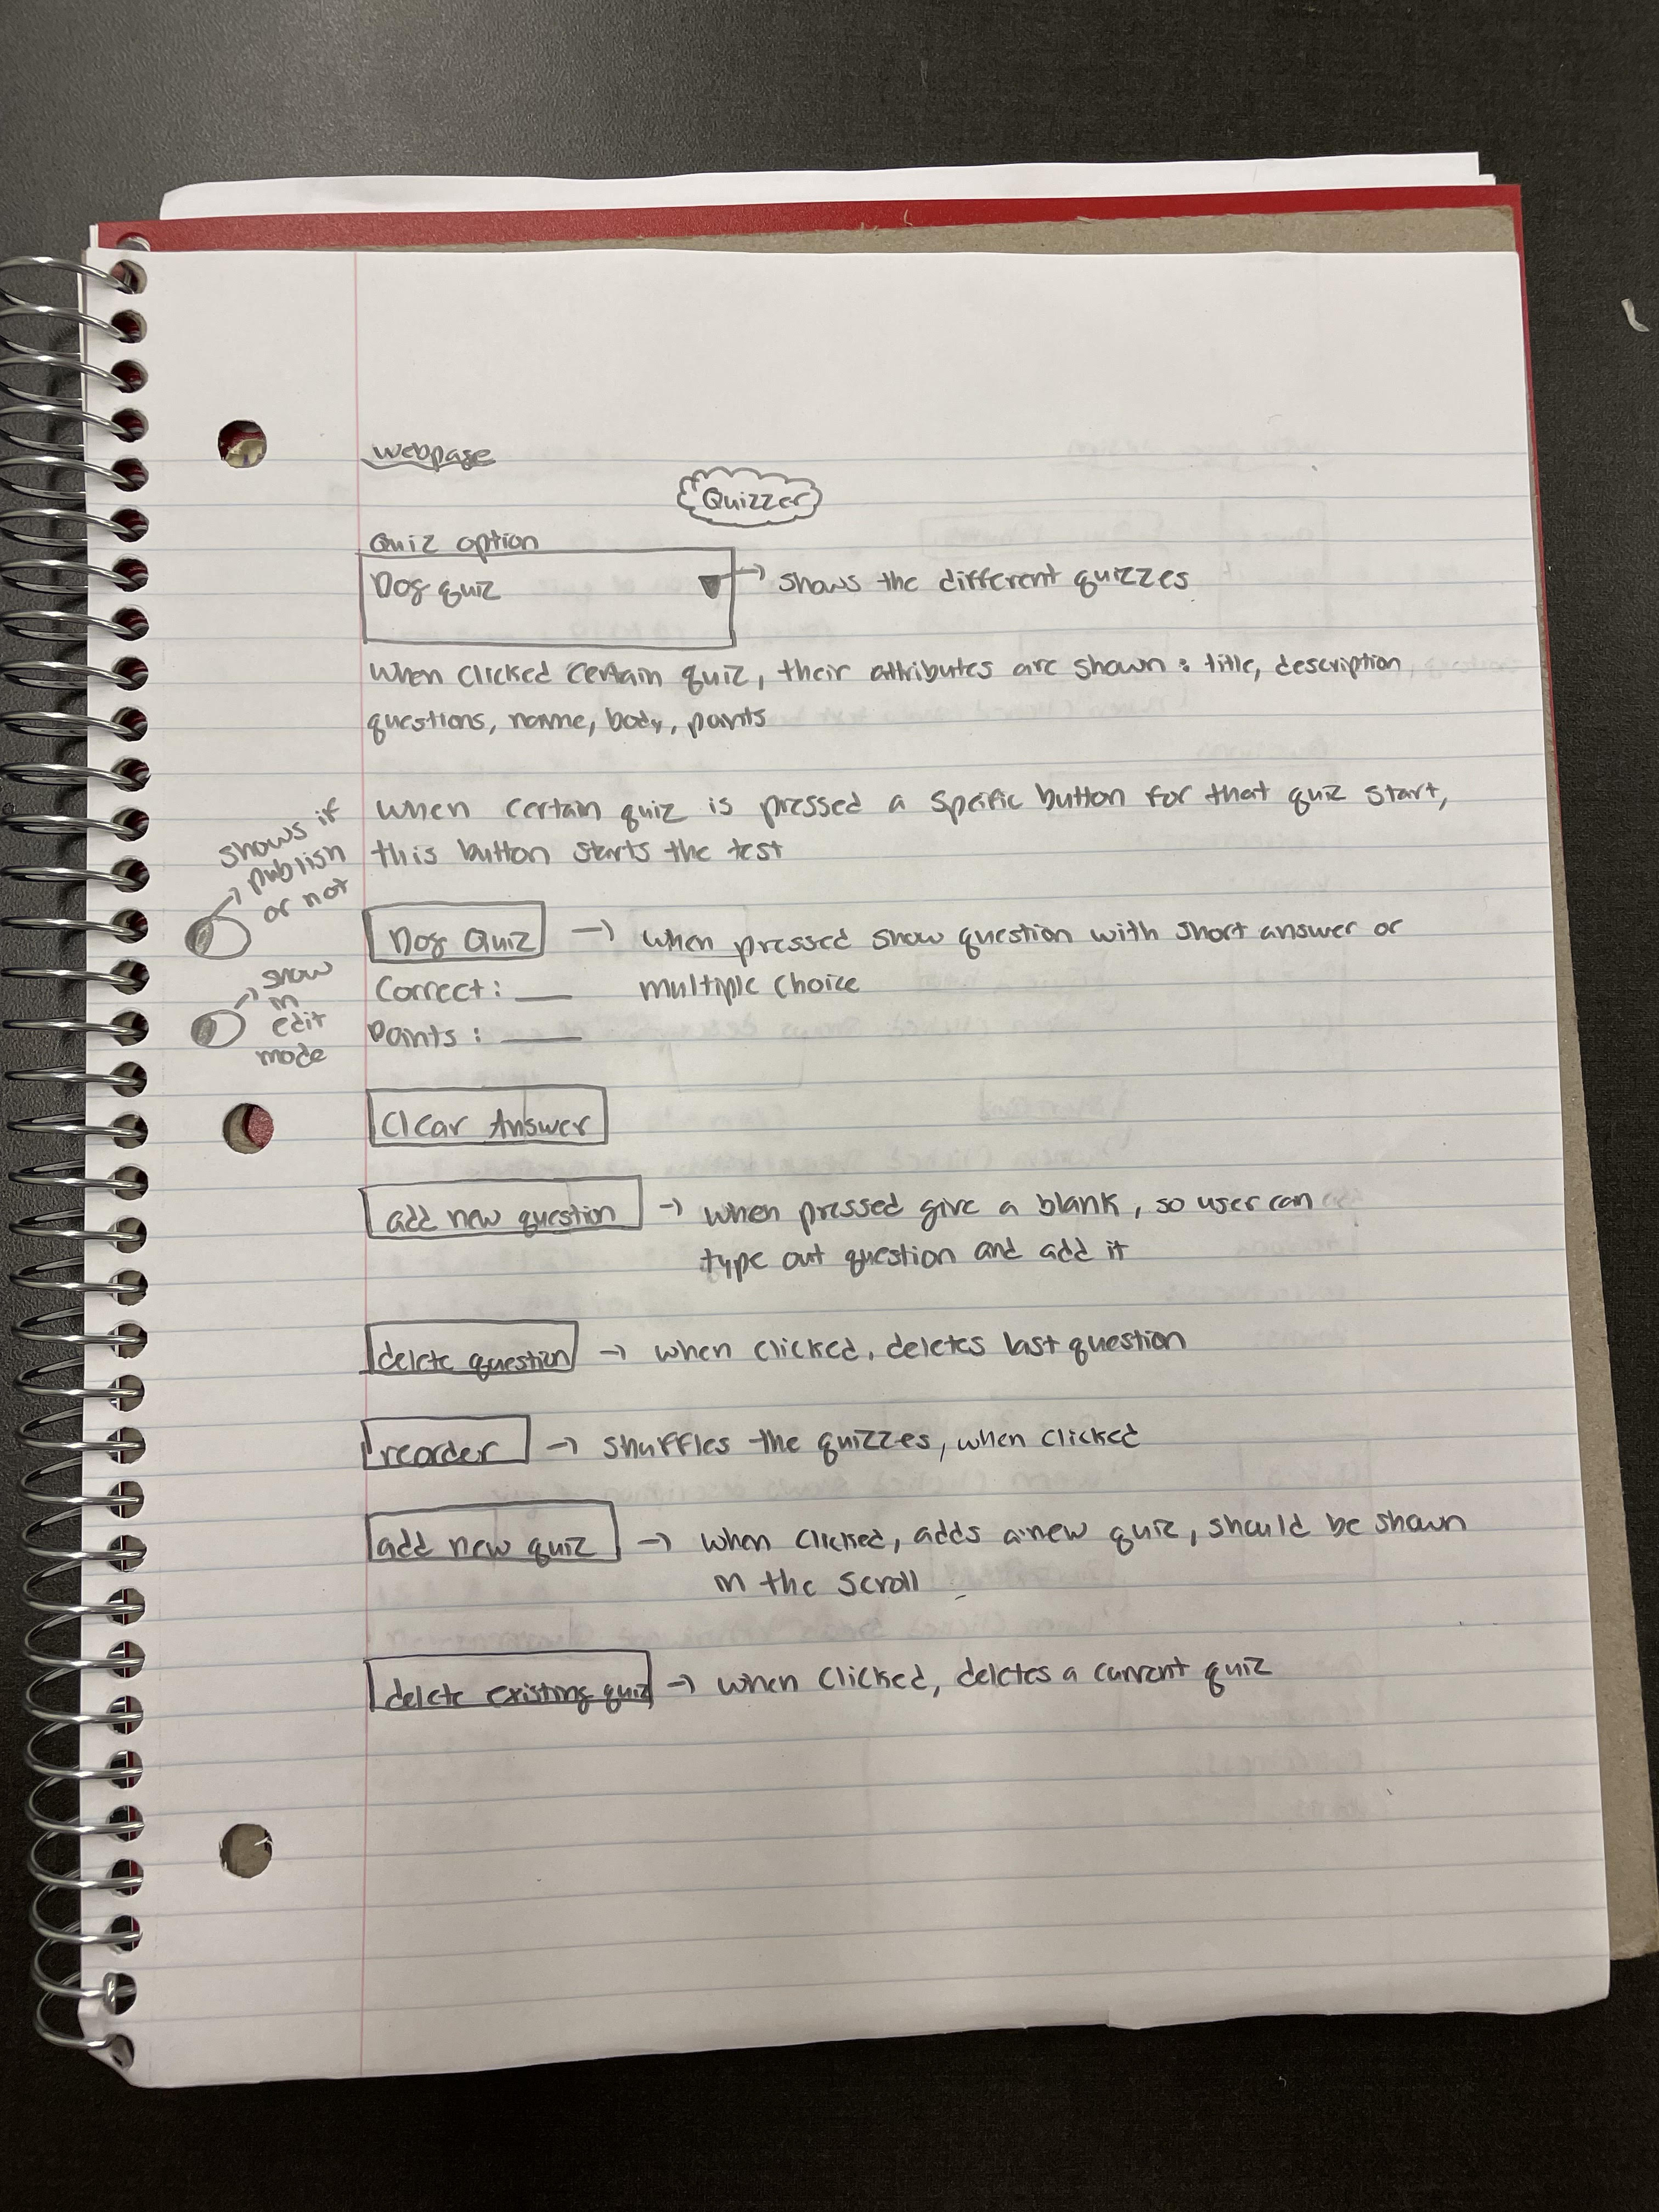 Webpage
Quizzer
Quiz option
Dog quiz
→ shows the different quizzes
When clicked certain quiz, their attributes are shown : title, description,
questions, name, body, points
When certain quiz is pressed a specific button for that quiz start,
this button starts the test
shows if
publish
or not
Dog Quiz → when pressed show question with short answer or
multiple choice
Correct : ___
Points : ___
show
in
edit
mode
Clear Answer
add new question → when pressed give a blank, so user can
type out question and add it
delete question → when clicked, deletes last question
reorder → shuffles the quizzes, when clicked
add new quiz → when clicked, adds a new quiz, should be shown
in the scroll
delete existing quiz → when clicked, deletes a current quiz